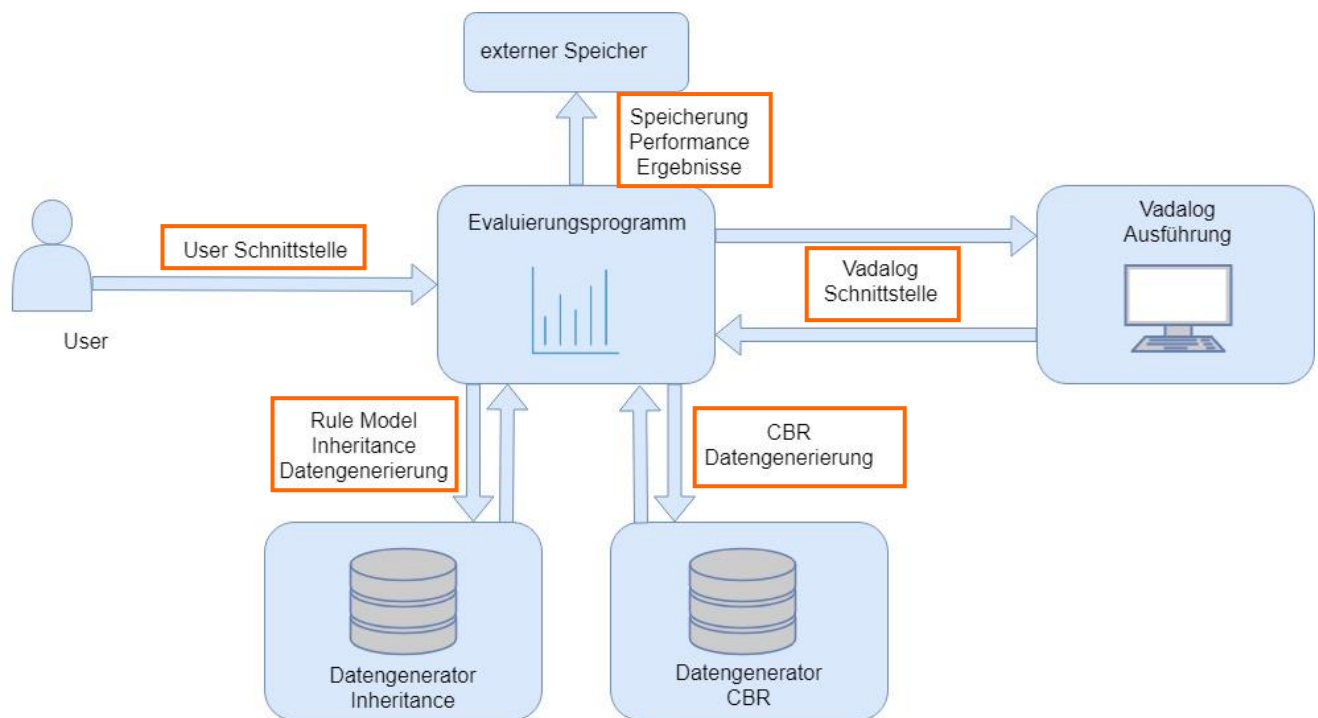 externer Speicher
Speicherung
Performance
Ergebnisse
Evaluierungsprogramm
Vadalog
Ausführung
User Schnittstelle
Vadalog
Schnittstelle
User
Rule Model
Inheritance
Datengenerierung
CBR
Datengenerierung
Datengenerator
Inheritance
Datengenerator
CBR